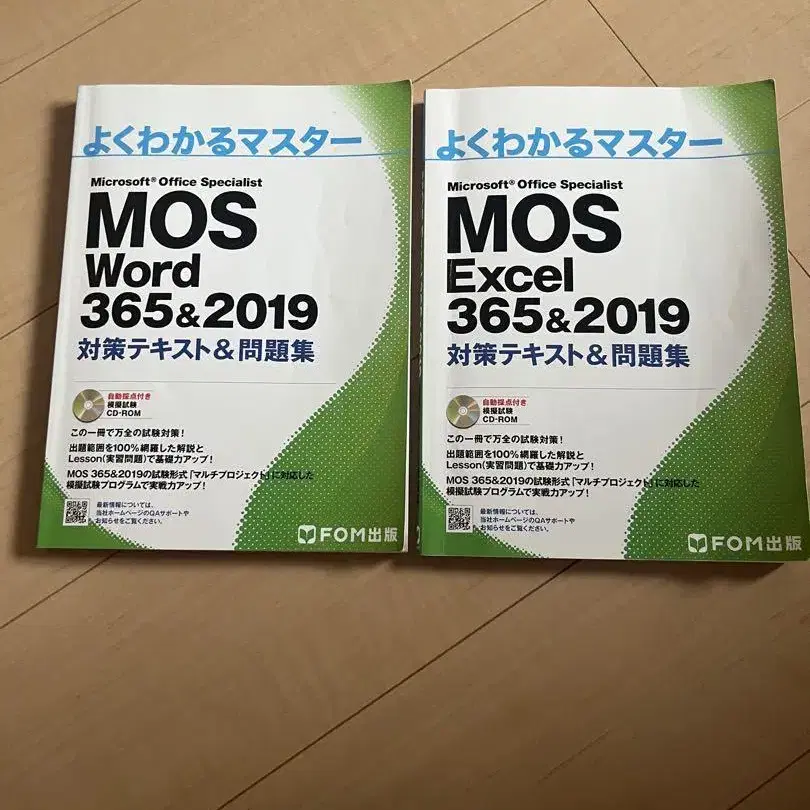 よくわかるマスター
Microsoft® Office Specialist
MOS
Word
365&2019
対策テキスト&問題集
自動採点付き
模擬試験
CD-ROM
この一冊で万全の試験対策！
出題範囲を100%網羅した解説と
Lesson（実習問題）で基礎力アップ！
MOS 365&2019の試験形式「マルチプロジェクト」に対応した
模擬試験プログラムで実戦力アップ！
最新情報については、
当社ホームページのQAサポートや
お知らせをご覧ください。
FOM出版
よくわかるマスター
Microsoft® Office Specialist
MOS
Excel
365&2019
対策テキスト&問題集
自動採点付き
模擬試験
CD-ROM
この一冊で万全の試験対策！
出題範囲を100%網羅した解説と
Lesson（実習問題）で基礎力アップ！
MOS 365&2019の試験形式「マルチプロジェクト」に対応した
模擬試験プログラムで実戦力アップ！
最新情報については、
当社ホームページのQAサポートや
お知らせをご覧ください。
FOM出版